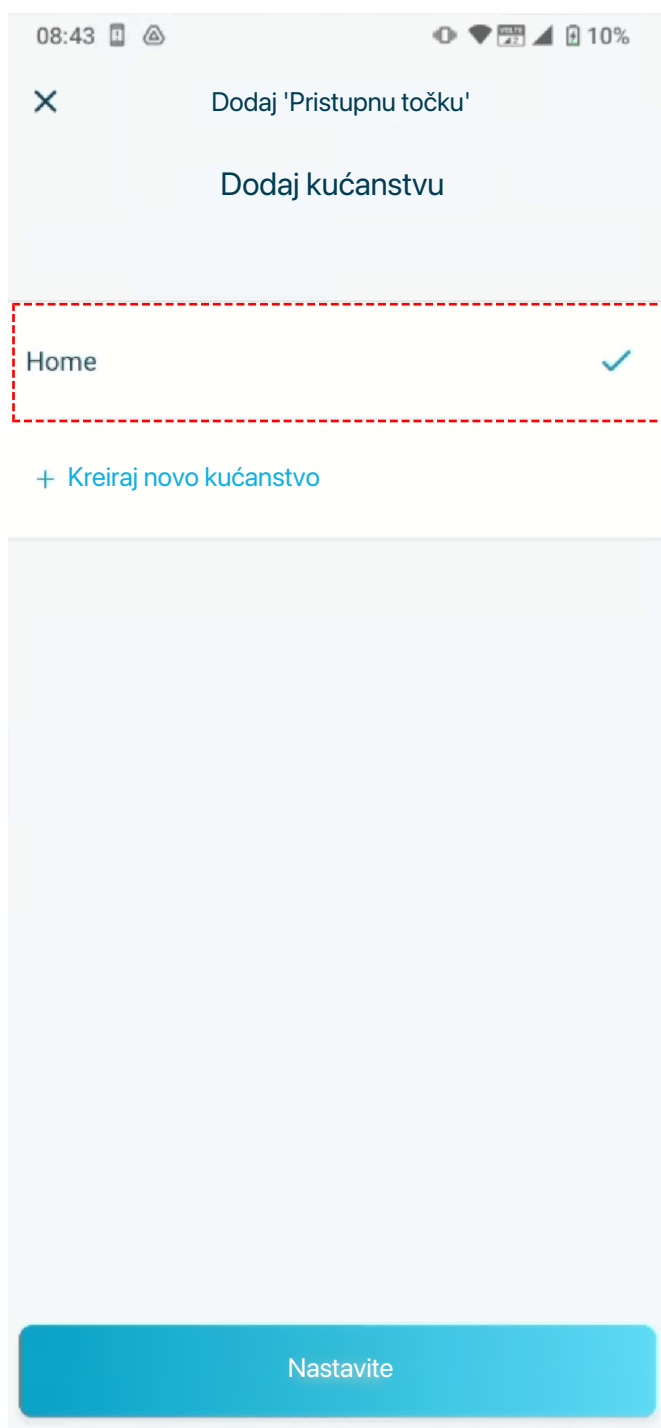 08:43 10%
Dodaj 'Pristupnu točku'
Dodaj kućanstvu
Home
+ Kreiraj novo kućanstvo
Nastavite